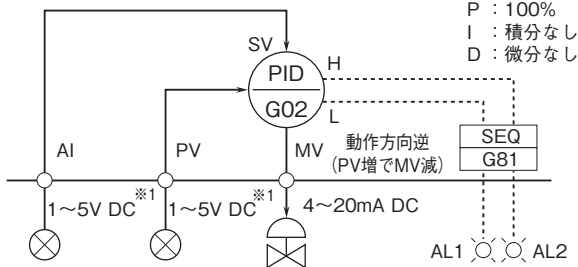 P : 100%
I : 積分なし
D : 微分なし
SV
H
PID
G02
L
SEQ
G81
AI
PV
MV
動作方向逆
(PV増でMV減)
1〜5V DC※1
1〜5V DC※1
4〜20mA DC
AL1
AL2